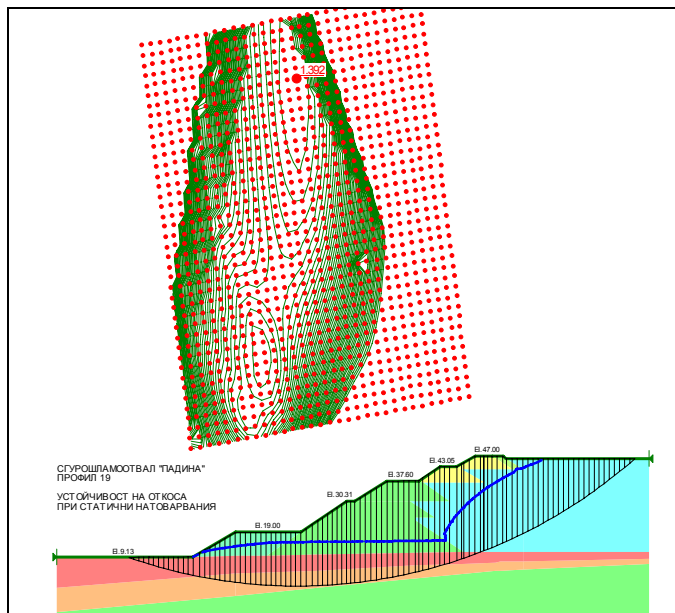 1.392
El.47.00
El.43.05
СГУРОШЛАМООТВАЛ "ПАДИНА"
ПРОФИЛ 19
El.37.60
El.30.31
УСТОЙЧИВОСТ НА ОТКОСА
ПРИ СТАТИЧНИ НАТОВАРВАНИЯ
El.19.00
El.9.13